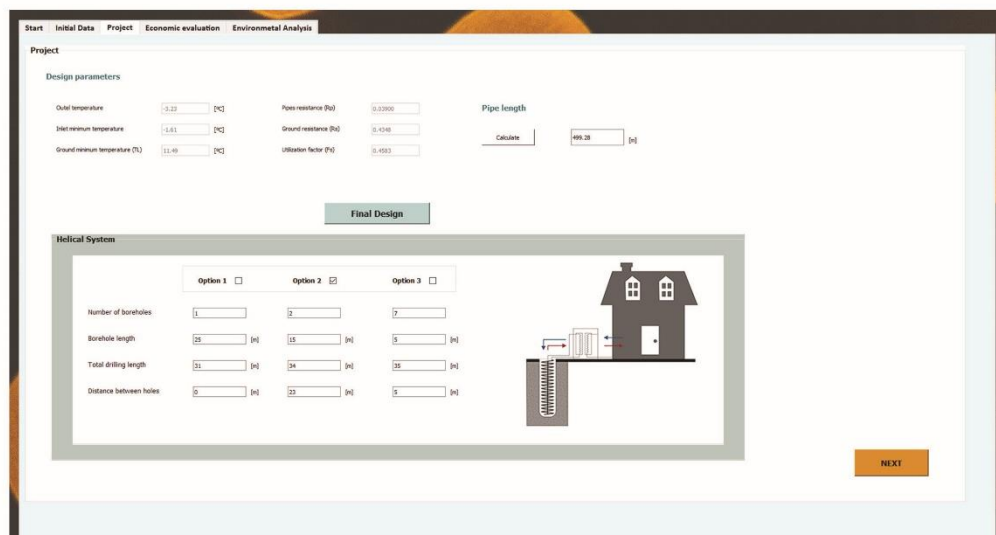 Start Initial Data Project Economic evaluation Environmetal Analysis
Project
Design parameters
Outel temperature -3.22 [ºC] Pipes resistance (Rp) 0.03900
Pipe length
Inlet minimum temperature -1.61 [ºC] Ground resistance (Rs) 0.4348
Calculate 499.28 [m]
Ground minimum temperature (TL) 11.49 [ºC] Utilization factor (Fs) 0.4583
Final Design
Helical System
Option 1 Option 2 Option 3
Number of boreholes 1 2 7
Borehole length 25 [m] 15 [m] 5 [m]
Total drilling length 31 [m] 34 [m] 35 [m]
Distance between holes 0 [m] 23 [m] 5 [m]
NEXT